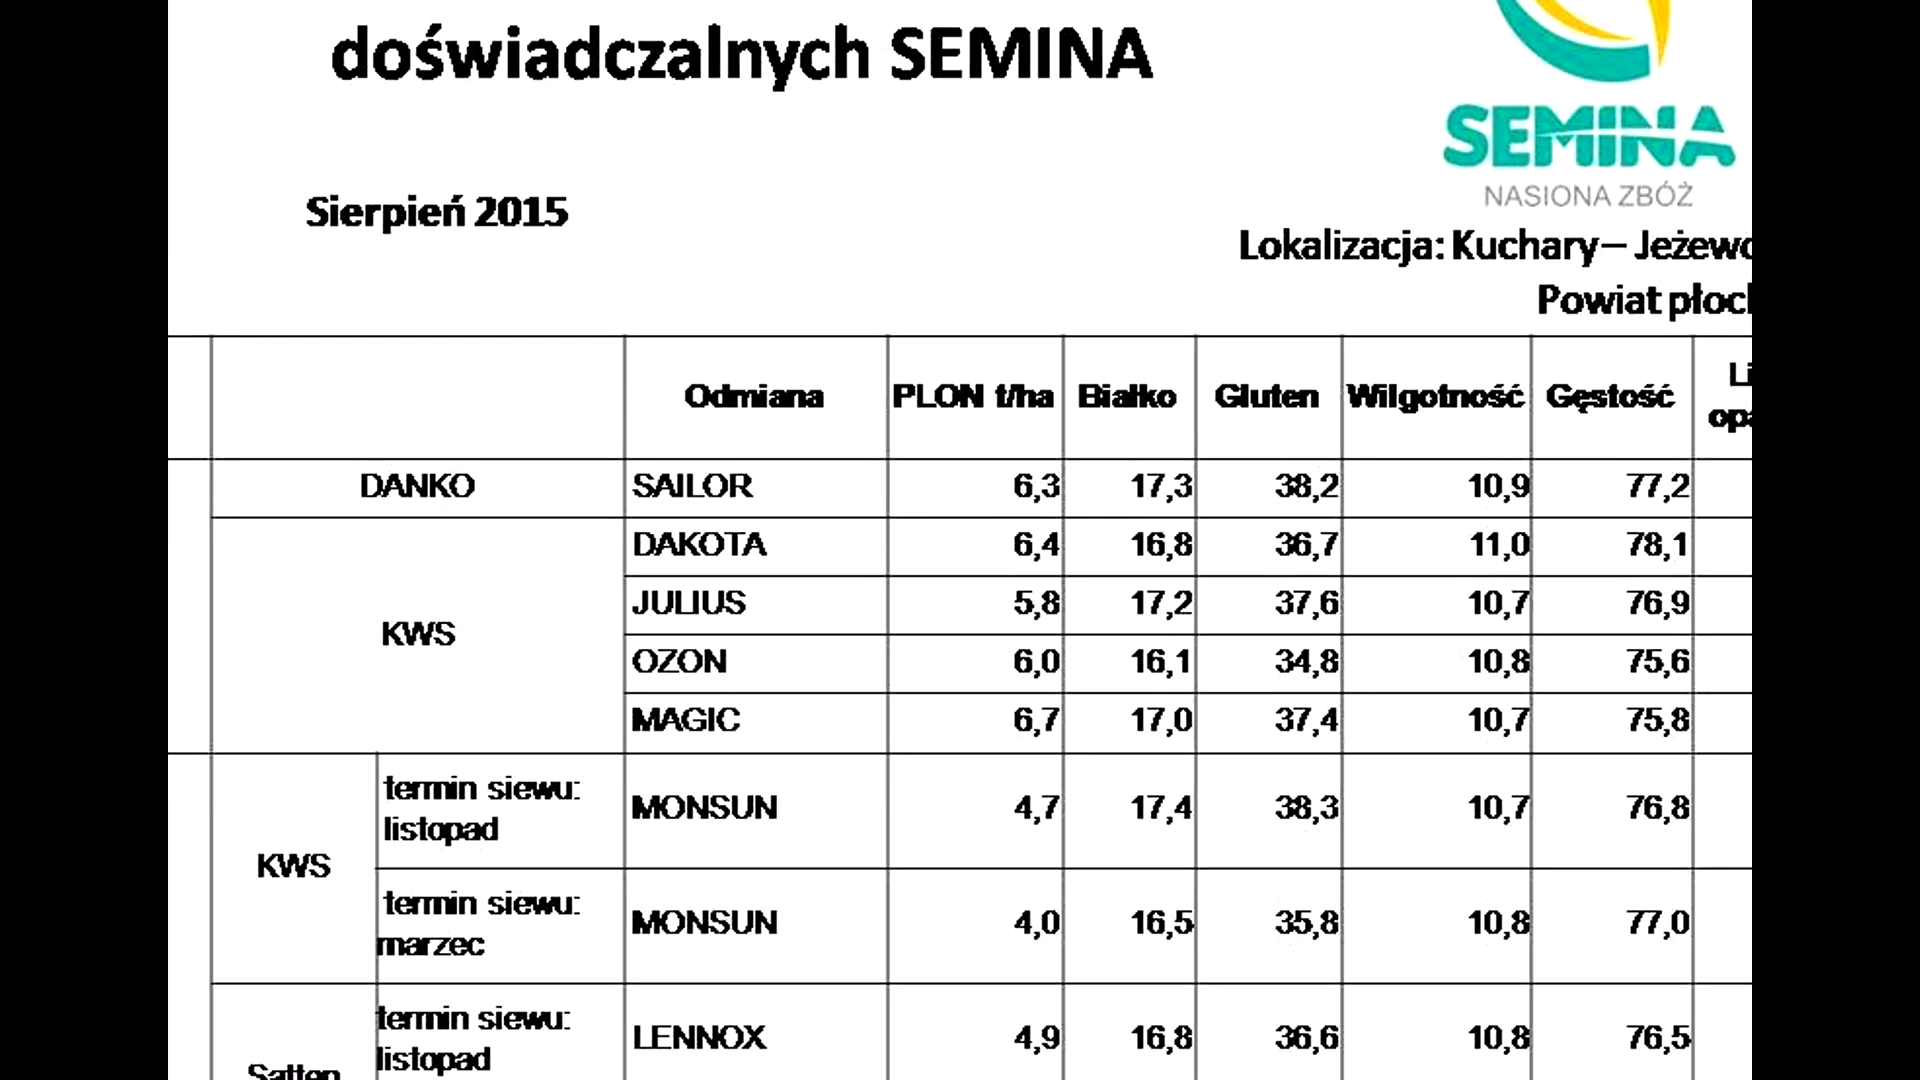 doświadczalnych SEMINA
SEMINA
NASIONA ZBÓŻ
Sierpień 2015
Lokalizacja: Kuchary – Jeżewo
Powiat
Odmiana PLON t/ha Białko Gluten Wilgotność Gęstość
DANKO SAILOR 6,3 17,3 38,2 10,9 77,2
KWS
DAKOTA 6,4 16,8 36,7 11,0 78,1
JULIUS 5,8 17,2 37,6 10,7 76,9
OZON 6,0 16,1 34,8 10,8 75,6
MAGIC 6,7 17,0 37,4 10,7 75,8
KWS
termin siewu:
listopad
MONSUN 4,7 17,4 38,3 10,7 76,8
termin siewu:
marzec
MONSUN 4,0 16,5 35,8 10,8 77,0
termin siewu:
listopad
LENNOX 4,9 16,8 36,6 10,8 76,5